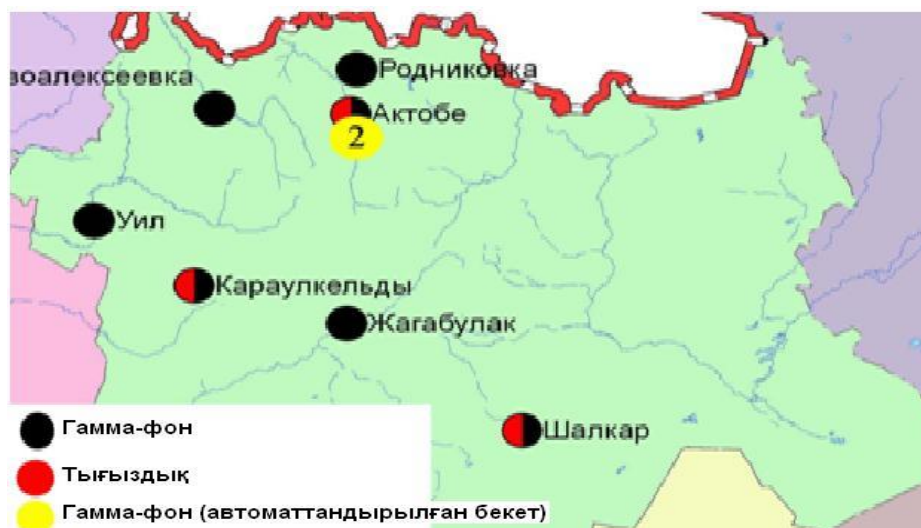 Родниковка
воалексеевка
Актобе
2
Уил
Караулкельды
Жагабулак
Шалкар
Гамма-фон
Тығыздық
Гамма-фон (автоматтандырылған бекет)